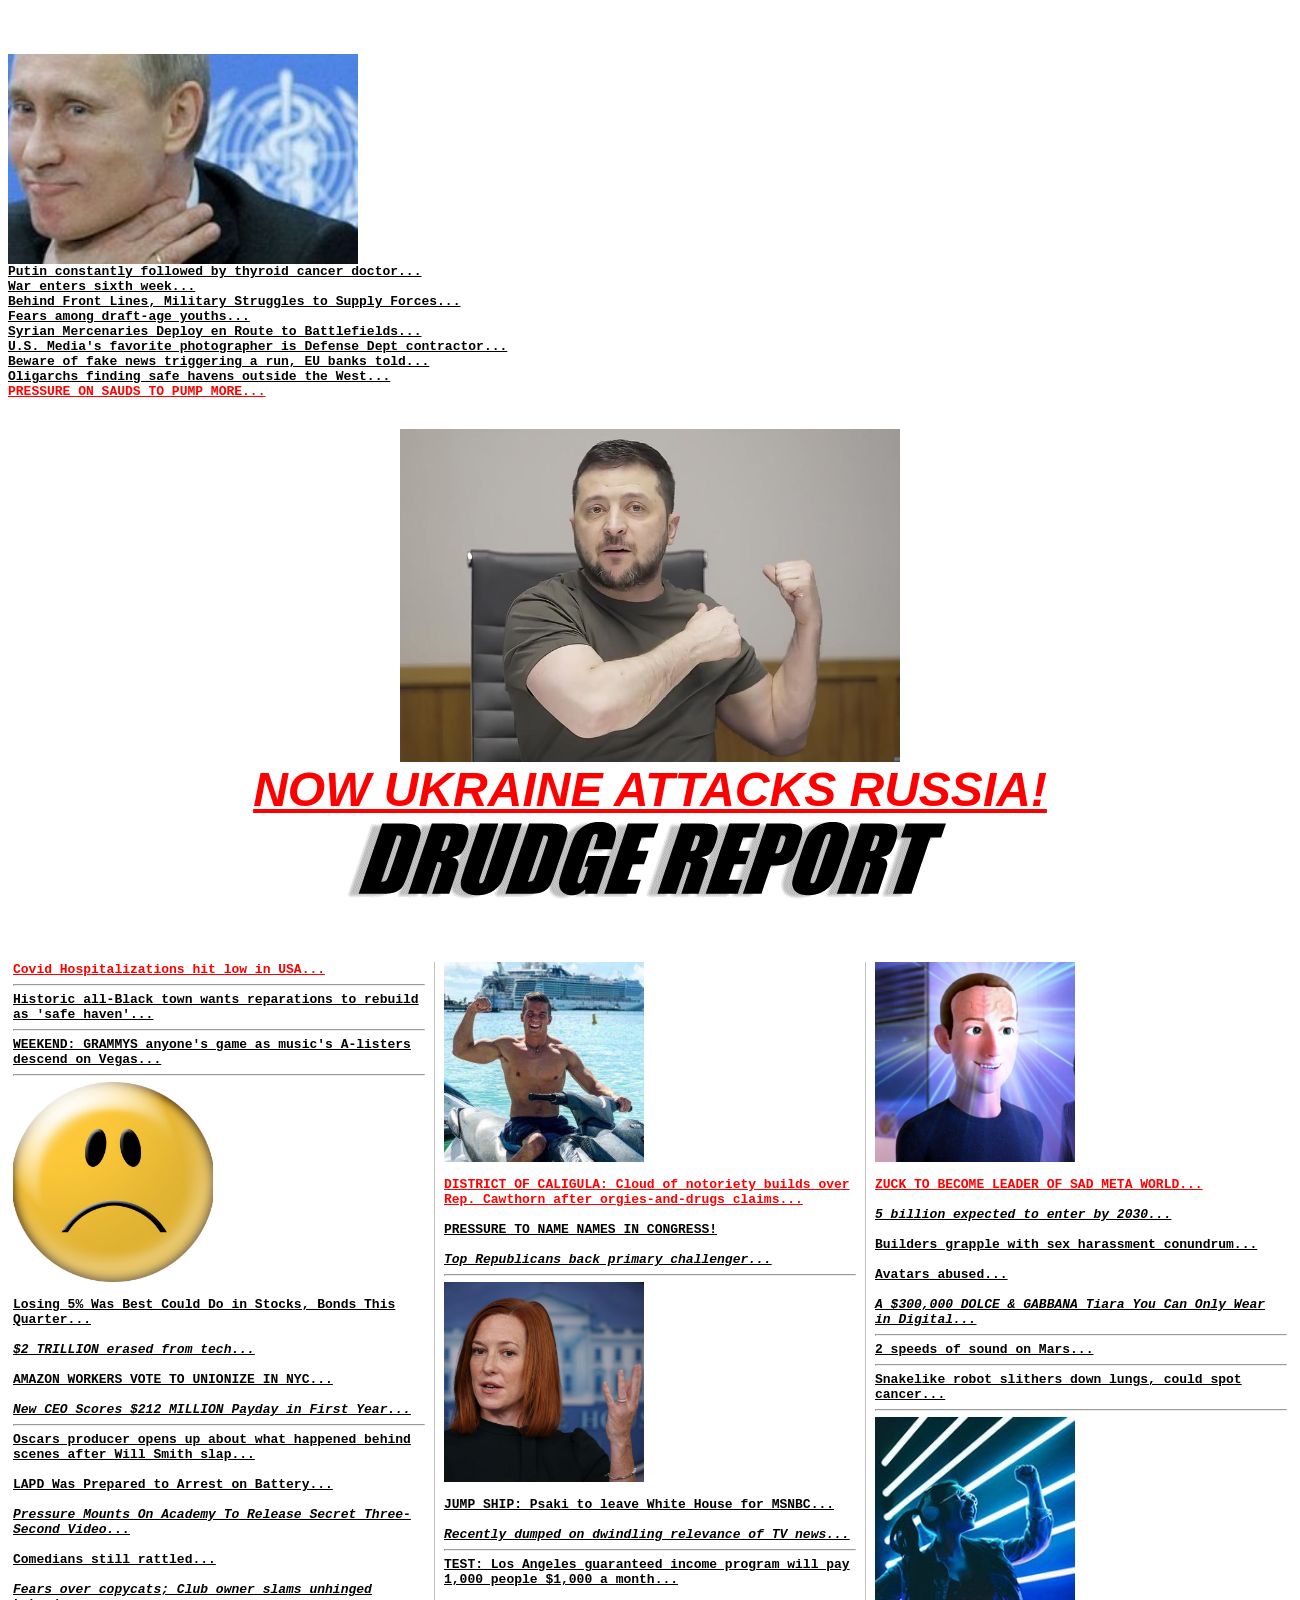 Putin constantly followed by thyroid cancer doctor...
War enters sixth week...
Behind Front Lines, Military Struggles to Supply Forces...
Fears among draft-age youths...
Syrian Mercenaries Deploy en Route to Battlefields...
U.S. Media's favorite photographer is Defense Dept contractor...
Beware of fake news triggering a run, EU banks told...
Oligarchs finding safe havens outside the West...
PRESSURE ON SAUDS TO PUMP MORE...
NOW UKRAINE ATTACKS RUSSIA!
DRUDGE REPORT
Covid Hospitalizations hit low in USA...
Historic all-Black town wants reparations to rebuild
as 'safe haven'...
WEEKEND: GRAMMYS anyone's game as music's A-listers
descend on Vegas...
Losing 5% Was Best Could Do in Stocks, Bonds This
Quarter...
$2 TRILLION erased from tech...
AMAZON WORKERS VOTE TO UNIONIZE IN NYC...
New CEO Scores $212 MILLION Payday in First Year...
Oscars producer opens up about what happened behind
scenes after Will Smith slap...
LAPD Was Prepared to Arrest on Battery...
Pressure Mounts On Academy To Release Secret Three-
Second Video...
Comedians still rattled...
Fears over copycats; Club owner slams unhinged
DISTRICT OF CALIGULA: Cloud of notoriety builds over
Rep. Cawthorn after orgies-and-drugs claims...
PRESSURE TO NAME NAMES IN CONGRESS!
Top Republicans back primary challenger...
JUMP SHIP: Psaki to leave White House for MSNBC...
Recently dumped on dwindling relevance of TV news...
TEST: Los Angeles guaranteed income program will pay
1,000 people $1,000 a month...
ZUCK TO BECOME LEADER OF SAD META WORLD...
5 billion expected to enter by 2030...
Builders grapple with sex harassment conundrum...
Avatars abused...
A $300,000 DOLCE & GABBANA Tiara You Can Only Wear
in Digital...
2 speeds of sound on Mars...
Snakelike robot slithers down lungs, could spot
cancer...